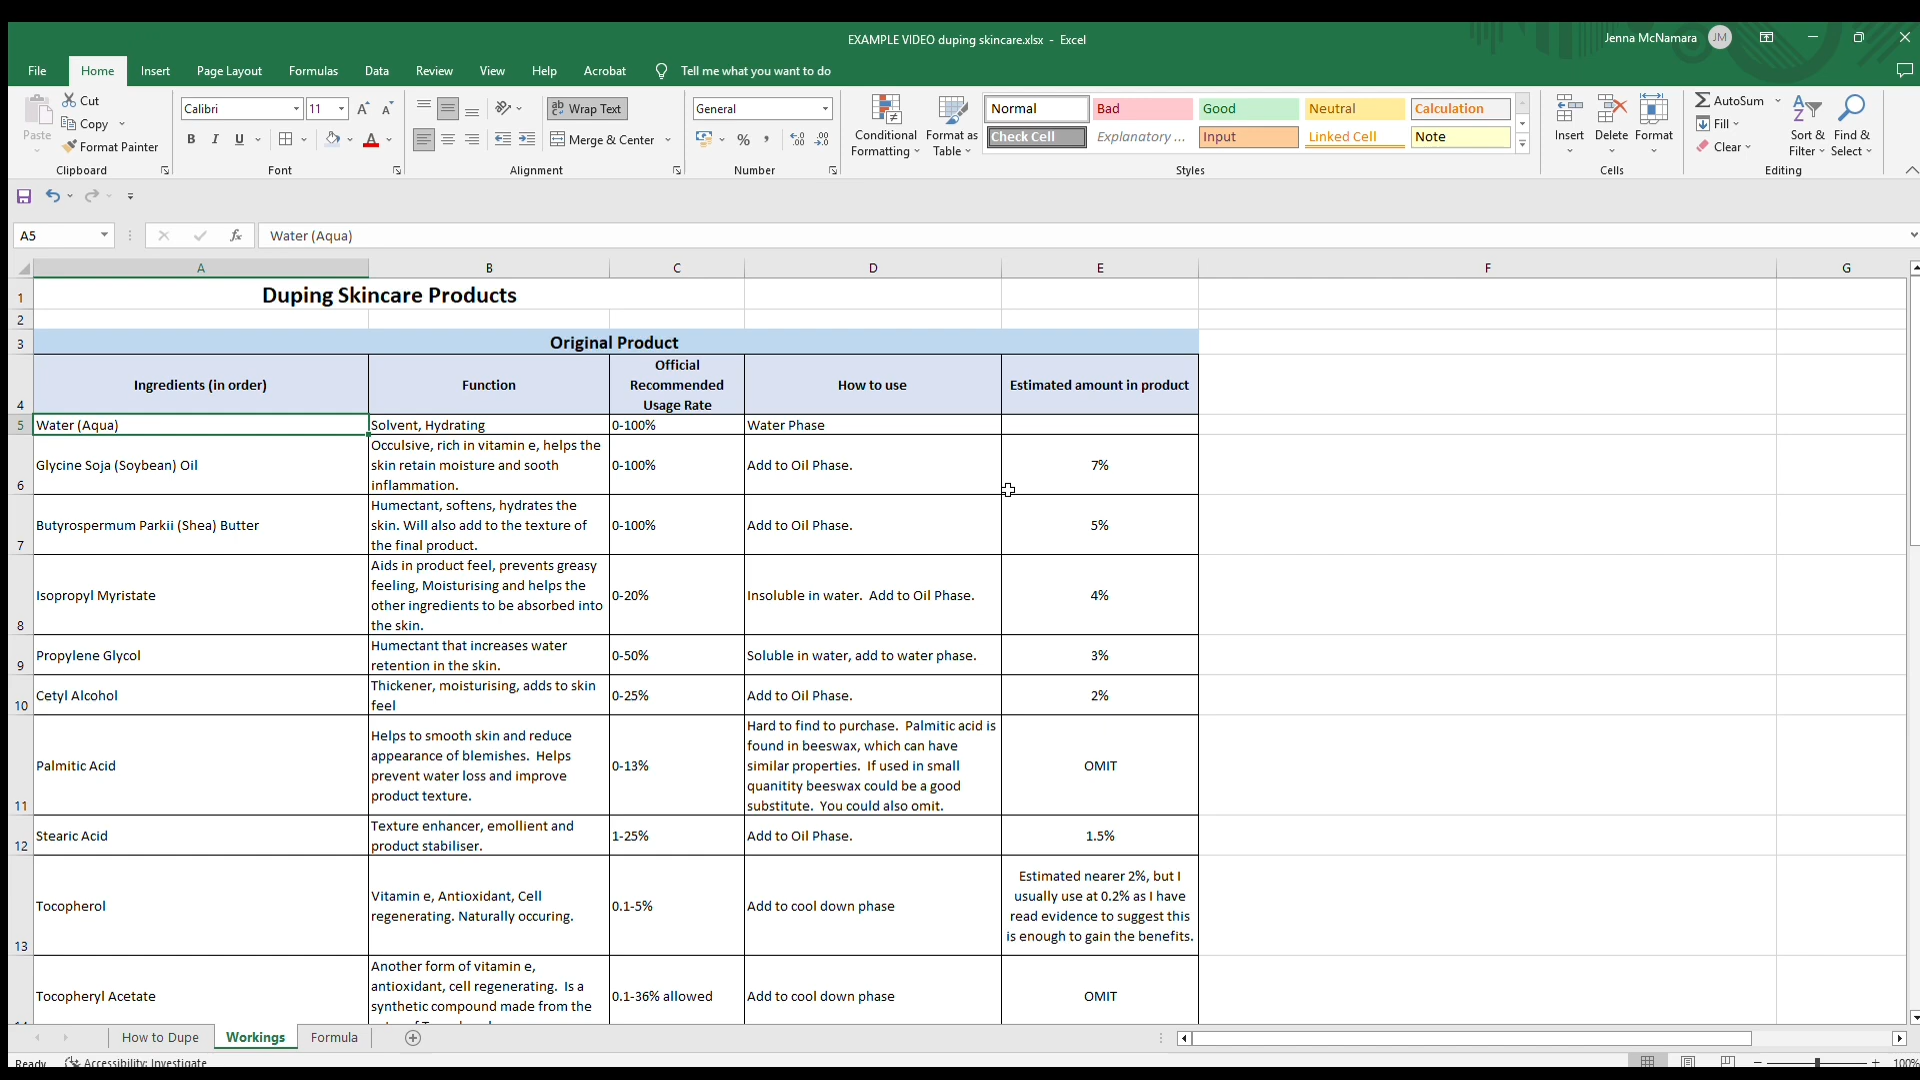 EXAMPLE VIDEO duping skincare.xlsx - Excel
Jenna McNamara JM
File Home Insert Page Layout Formulas Data Review View Help Acrobat Tell me what you want to do
Paste
Cut
Copy
Format Painter
Clipboard
Calibri 11
B I U
Font
Wrap Text
Merge & Center
Alignment
General
Number
Conditional Formatting
Format as Table
Normal Bad Good Neutral Calculation
Check Cell Explanatory ... Input Linked Cell Note
Styles
Insert Delete Format
Cells
AutoSum
Fill
Clear
Sort & Filter
Find & Select
Editing
A5 fx Water (Aqua)
A B C D E F G
1 Duping Skincare Products
2
3 Original Product
4 Ingredients (in order) Function Official Recommended Usage Rate How to use Estimated amount in product
5 Water (Aqua) Solvent, Hydrating 0-100% Water Phase
6 Glycine Soja (Soybean) Oil Occulsive, rich in vitamin e, helps the skin retain moisture and sooth inflammation. 0-100% Add to Oil Phase. 7%
7 Butyrospermum Parkii (Shea) Butter Humectant, softens, hydrates the skin. Will also add to the texture of the final product. 0-100% Add to Oil Phase. 5%
8 Isopropyl Myristate Aids in product feel, prevents greasy feeling, Moisturising and helps the other ingredients to be absorbed into the skin. 0-20% Insoluble in water. Add to Oil Phase. 4%
9 Propylene Glycol Humectant that increases water retention in the skin. 0-50% Soluble in water, add to water phase. 3%
10 Cetyl Alcohol Thickener, moisturising, adds to skin feel 0-25% Add to Oil Phase. 2%
11 Palmitic Acid Helps to smooth skin and reduce appearance of blemishes. Helps prevent water loss and improve product texture. 0-13% Hard to find to purchase. Palmitic acid is found in beeswax, which can have similar properties. If used in small quanitity beeswax could be a good substitute. You could also omit. OMIT
12 Stearic Acid Texture enhancer, emollient and product stabiliser. 1-25% Add to Oil Phase. 1.5%
13 Tocopherol Vitamin e, Antioxidant, Cell regenerating. Naturally occuring. 0.1-5% Add to cool down phase Estimated nearer 2%, but I usually use at 0.2% as I have read evidence to suggest this is enough to gain the benefits.
Tocopheryl Acetate Another form of vitamin e, antioxidant, cell regenerating. Is a synthetic compound made from the 0.1-36% allowed Add to cool down phase OMIT
How to Dupe Workings Formula
Ready Accessibility: Investigate 100%